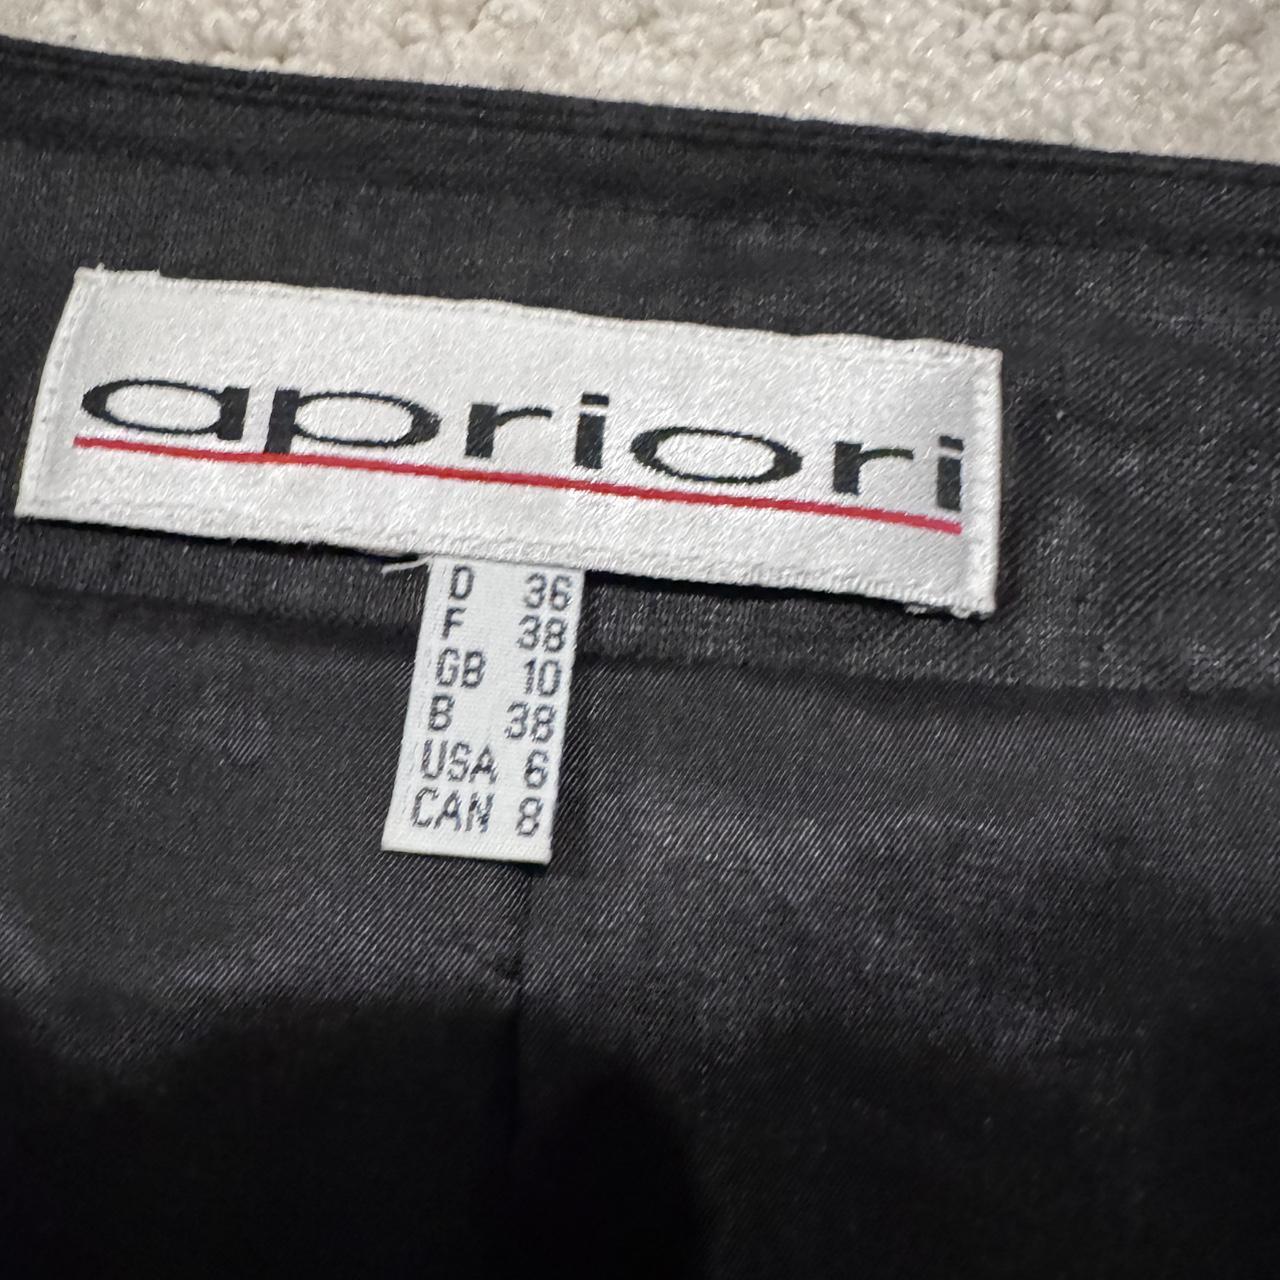 apriori
D 36
F 38
GB 10
B 38
USA 6
CAN 8